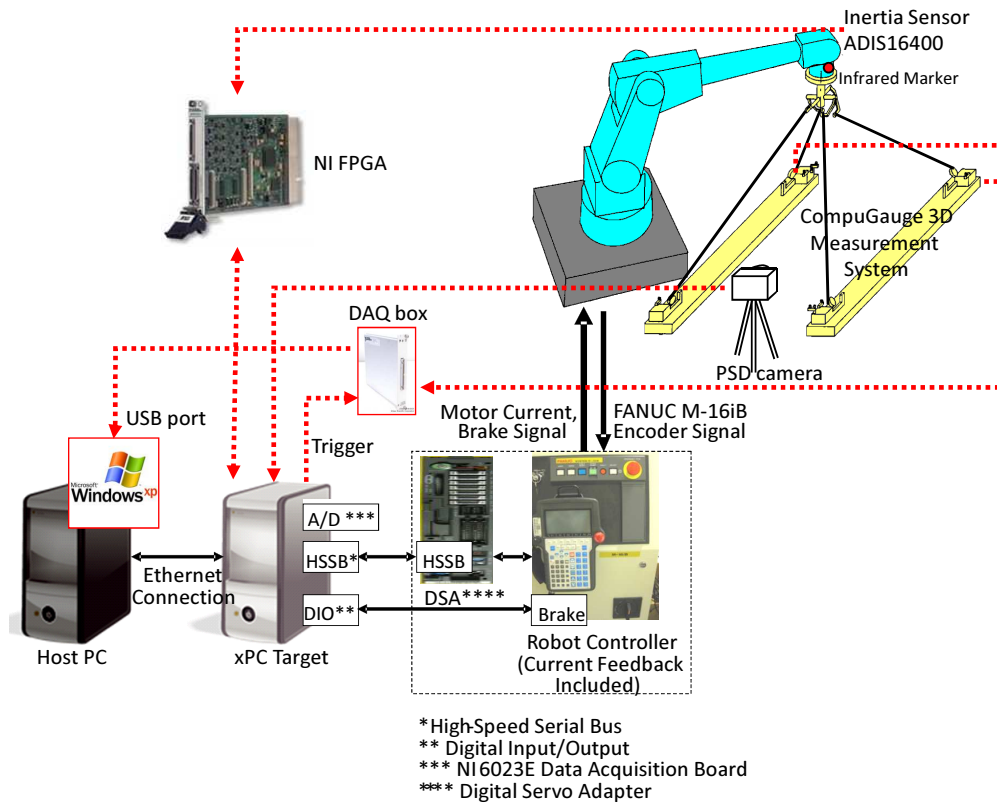 Inertia Sensor
ADIS16400
Infrared Marker
NI FPGA
CompuGauge 3D
Measurement
System
DAQ box
PSD camera
USB port
Motor Current,
Brake Signal
FANUC M-16iB
Encoder Signal
Trigger
Microsoft
Windows xp
A/D ***
HSSB*
HSSB
Ethernet
Connection
DSA****
DIO**
Brake
Host PC
xPC Target
Robot Controller
(Current Feedback
Included)
*High-Speed Serial Bus
** Digital Input/Output
*** NI 6023E Data Acquisition Board
**** Digital Servo Adapter